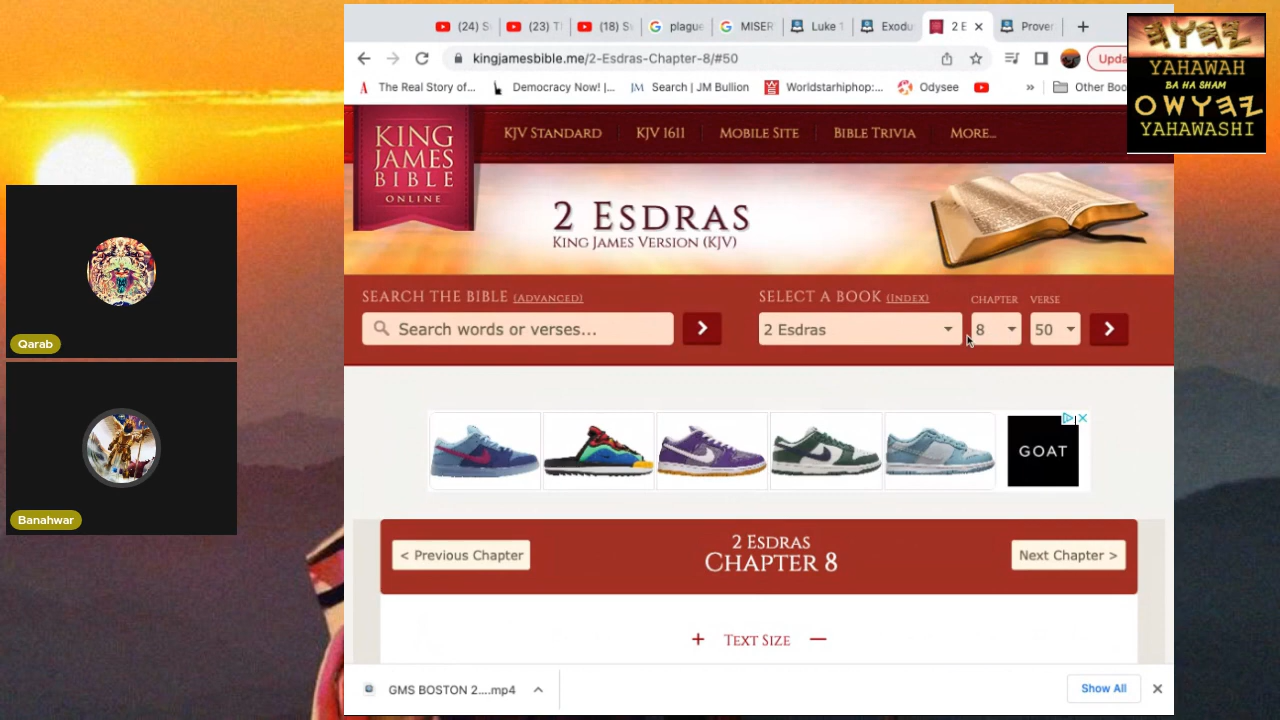 (24) S
(23) T
(18) S
plague
MISER
Luke 1
Exodu
2 E
Prover
kingjamesbible.me/2-Esdras-Chapter-8/#50
Upda
The Real Story of...
Democracy Now! |...
JM Search | JM Bullion
Worldstarhiphop:...
Odysee
»
Other Boo
YAHAWAH
BA HA SHAM
YAHAWASHI
KING
JAMES
BIBLE
ONLINE
KJV STANDARD
KJV 1611
MOBILE SITE
BIBLE TRIVIA
MORE...
2 ESDRAS
KING JAMES VERSION (KJV)
SEARCH THE BIBLE (ADVANCED)
SELECT A BOOK (INDEX)
CHAPTER
VERSE
Search words or verses...
2 Esdras
8
50
GOAT
< Previous Chapter
2 ESDRAS
CHAPTER 8
Next Chapter >
+ TEXT SIZE —
GMS BOSTON 2....mp4
Show All
Qarab
Banahwar